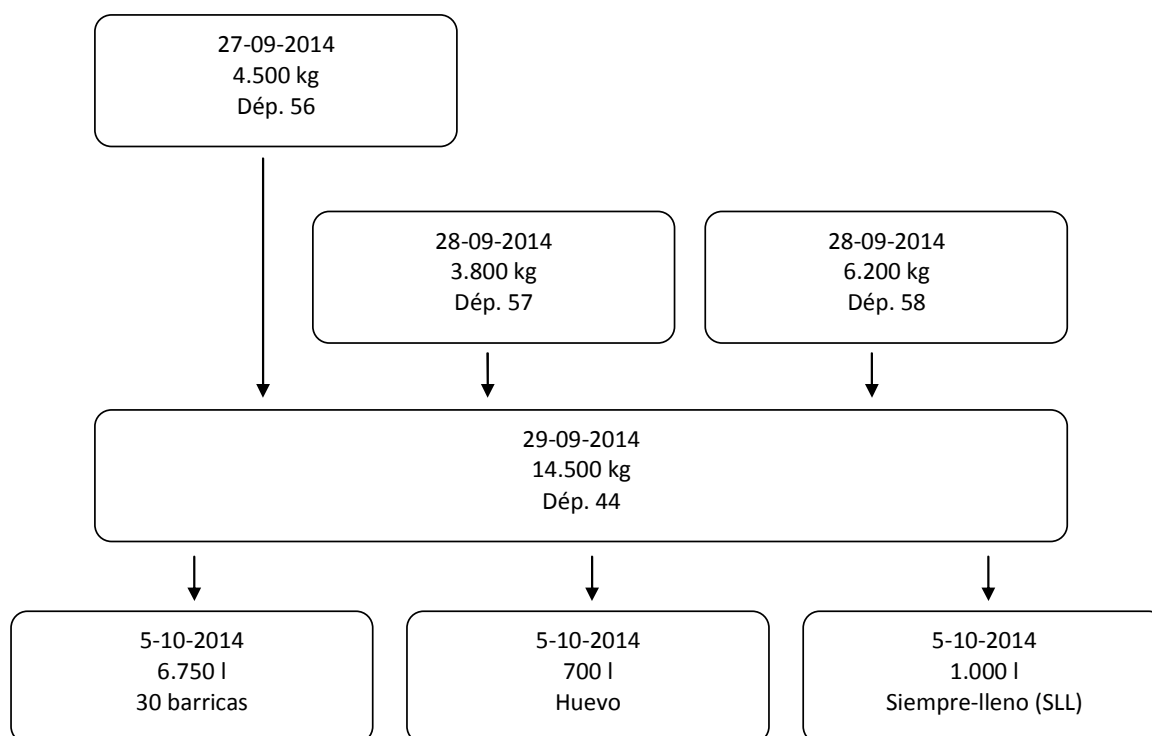 27-09-2014
4.500 kg
Dép. 56
28-09-2014
3.800 kg
Dép. 57
28-09-2014
6.200 kg
Dép. 58
29-09-2014
14.500 kg
Dép. 44
5-10-2014
6.750 l
30 barricas
5-10-2014
700 l
Huevo
5-10-2014
1.000 l
Siempre-lleno (SLL)